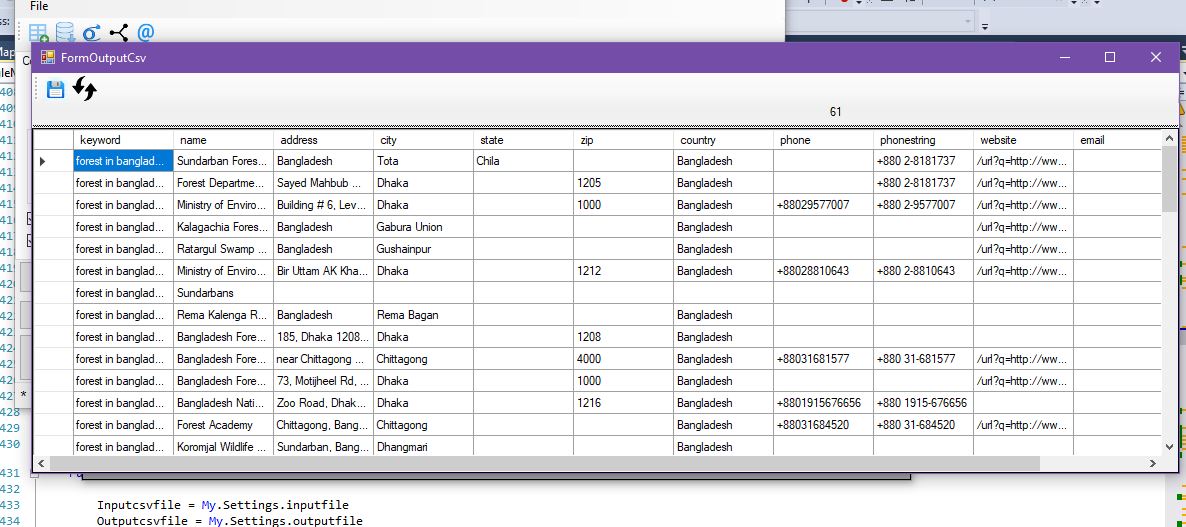 File
ss:
Map
FormOutputCsv
61
keyword name address city state zip country phone phonestring website email
forest in banglad... Sundarban Fores... Bangladesh Tota Chila Bangladesh +880 2-8181737 /url?q=http://ww...
forest in banglad... Forest Departme... Sayed Mahbub ... Dhaka 1205 Bangladesh +880 2-8181737 /url?q=http://ww...
forest in banglad... Ministry of Enviro... Building # 6, Lev... Dhaka 1000 Bangladesh +88029577007 +880 2-9577007 /url?q=http://ww...
forest in banglad... Kalagachia Fores... Bangladesh Gabura Union Bangladesh /url?q=http://ww...
forest in banglad... Ratargul Swamp ... Bangladesh Gushainpur Bangladesh /url?q=http://ww...
forest in banglad... Ministry of Enviro... Bir Uttam AK Kha... Dhaka 1212 Bangladesh +88028810643 +880 2-8810643 /url?q=http://ww...
forest in banglad... Sundarbans
forest in banglad... Rema Kalenga R... Bangladesh Rema Bagan Bangladesh
forest in banglad... Bangladesh Fore... 185, Dhaka 1208... Dhaka 1208 Bangladesh
forest in banglad... Bangladesh Fore... near Chittagong ... Chittagong 4000 Bangladesh +88031681577 +880 31-681577 /url?q=http://ww...
forest in banglad... Bangladesh Fore... 73, Motijheel Rd, ... Dhaka 1000 Bangladesh /url?q=http://ww...
forest in banglad... Bangladesh Nati... Zoo Road, Dhak... Dhaka 1216 Bangladesh +8801915676656 +880 1915-676656
forest in banglad... Forest Academy Chittagong, Bang... Chittagong Bangladesh +88031684520 +880 31-684520 /url?q=http://ww...
forest in banglad... Koromjal Wildlife ... Sundarban, Bang... Dhangmari Bangladesh
431
432
433 Inputcsvfile = My.Settings.inputfile
434 Outputcsvfile = My.Settings.outputfile